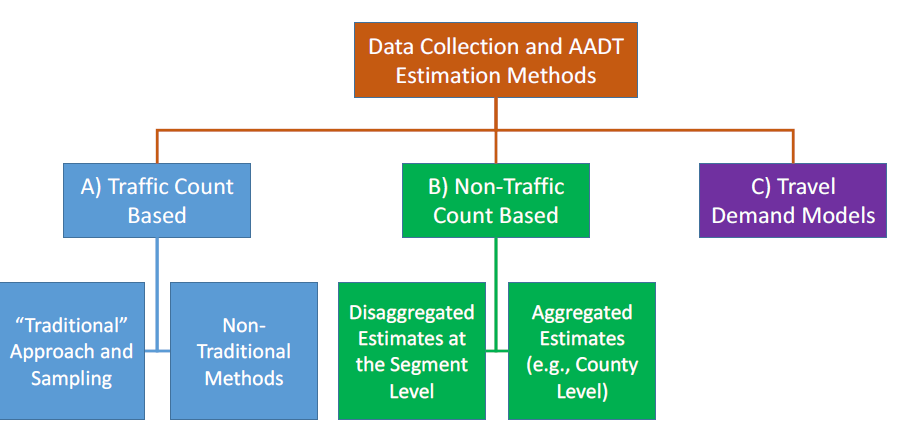 Data Collection and AADT
Estimation Methods
A) Traffic Count
Based
B) Non-Traffic
Count Based
C) Travel
Demand Models
“Traditional”
Approach and
Sampling
Non-
Traditional
Methods
Disaggregated
Estimates at
the Segment
Level
Aggregated
Estimates
(e.g., County
Level)